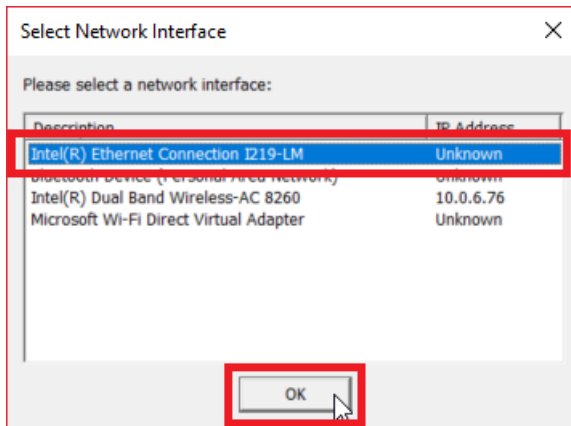 Select Network Interface
Please select a network interface:
Description IP Address
Intel(R) Ethernet Connection I219-LM Unknown
Bluetooth Device (Personal Area Network) Unknown
Intel(R) Dual Band Wireless-AC 8260 10.0.6.76
Microsoft Wi-Fi Direct Virtual Adapter Unknown
OK